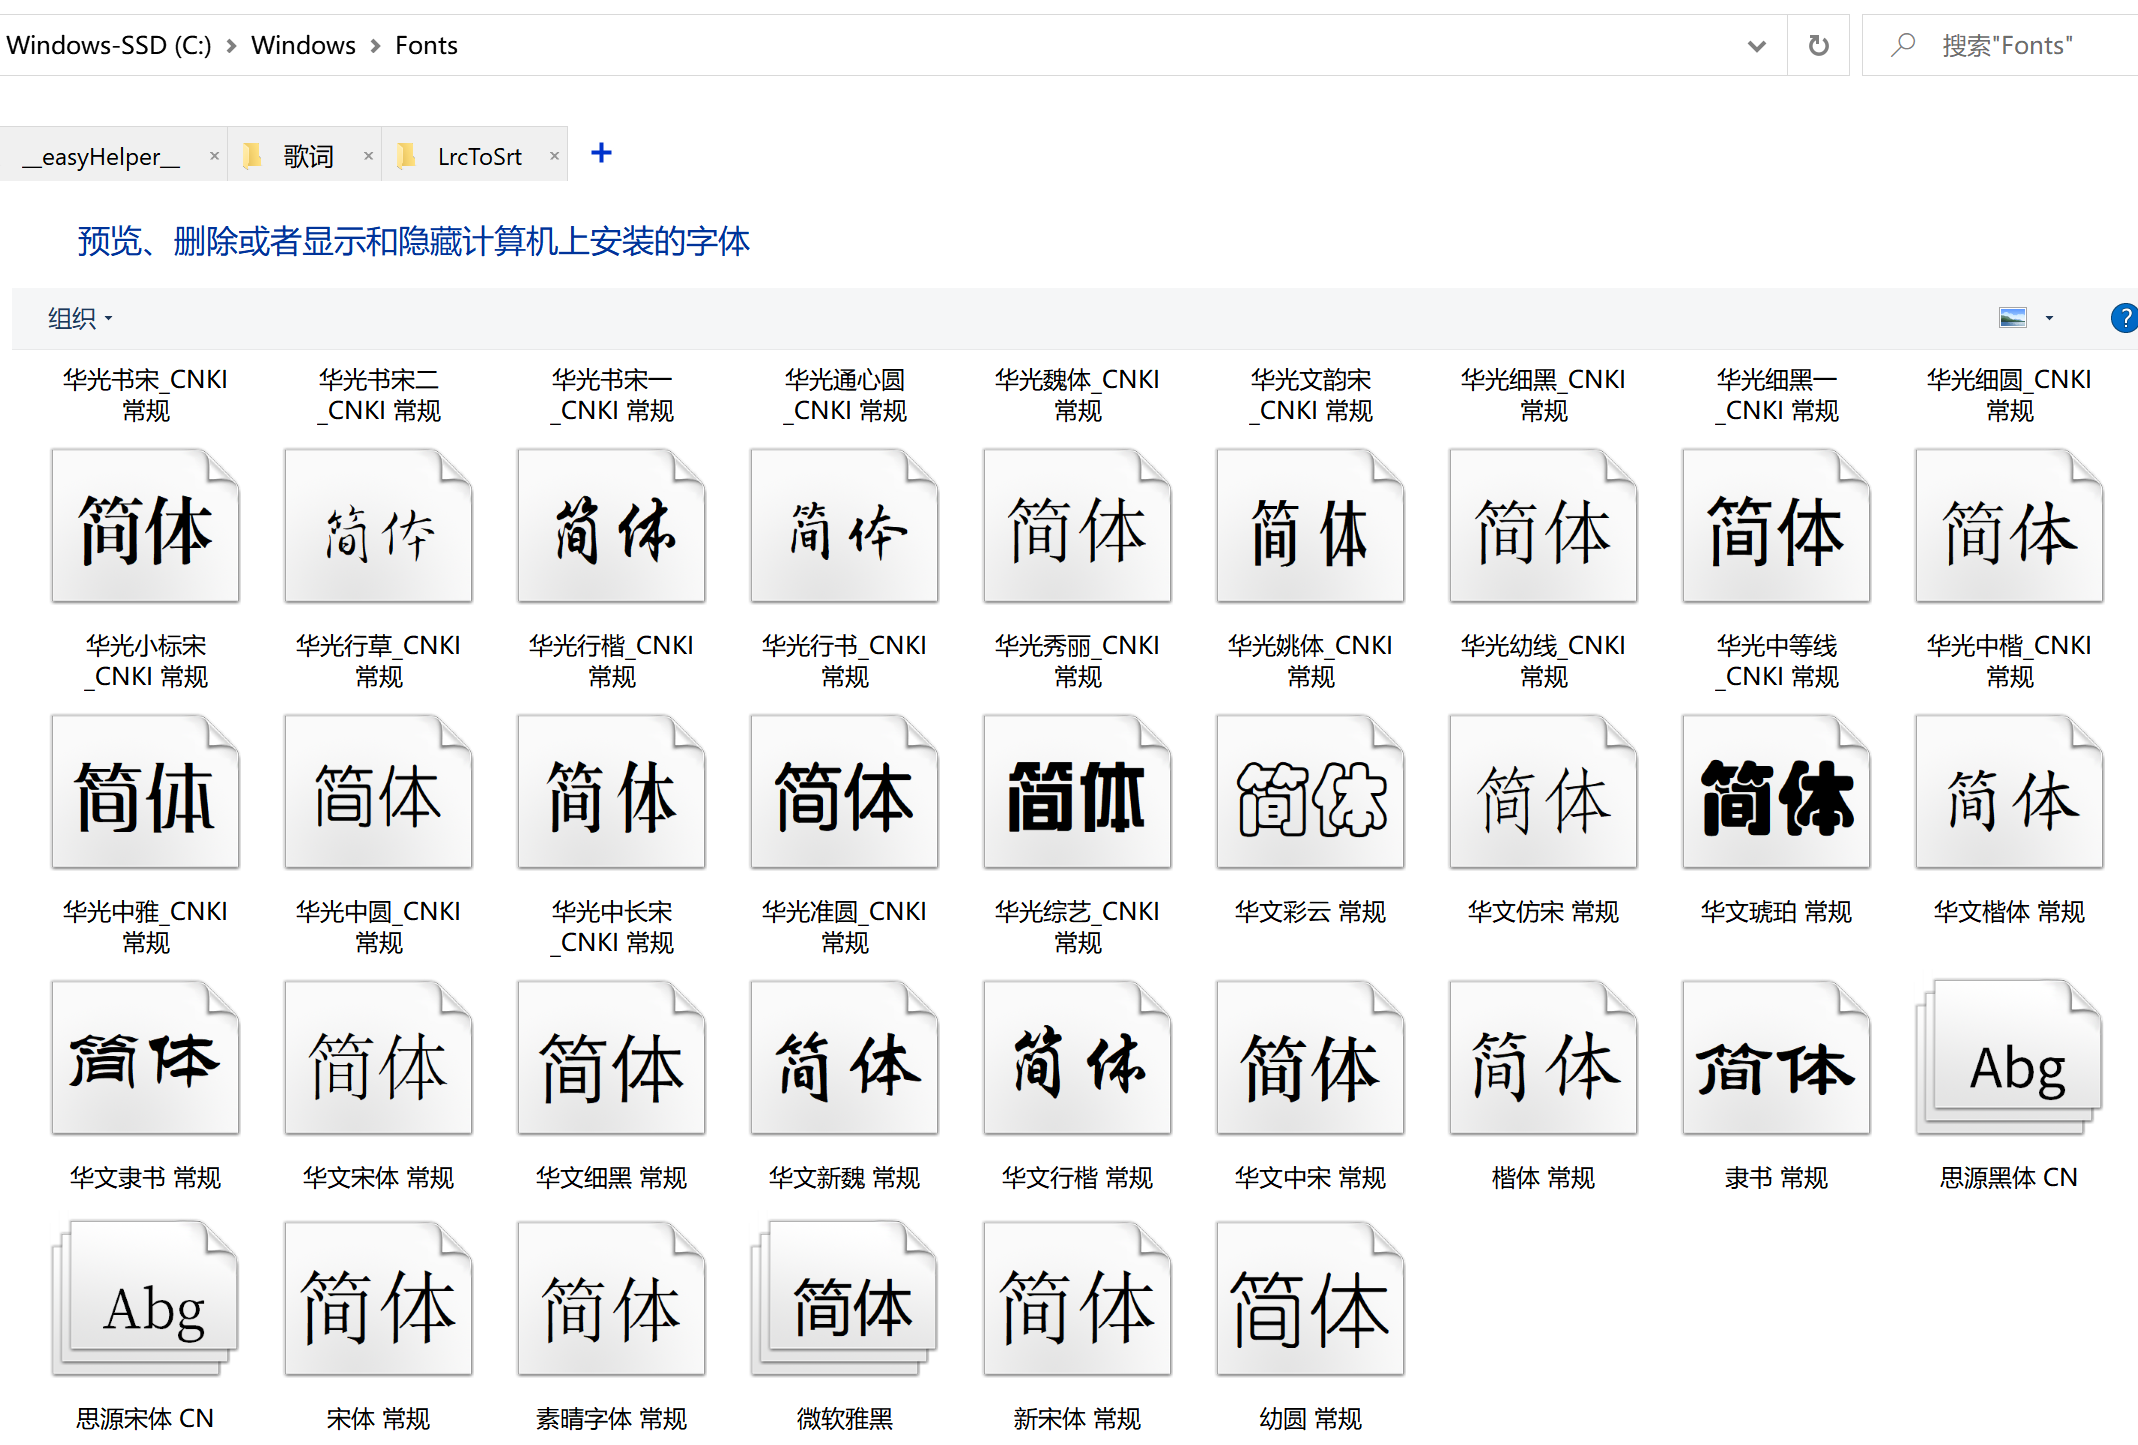 Windows-SSD (C:) > Windows > Fonts
搜索"Fonts"
__easyHelper__ × 歌词 × LrcToSrt × +
预览、删除或者显示和隐藏计算机上安装的字体
组织
?
华光书宋_CNKI 常规
华光书宋二_CNKI 常规
华光书宋一_CNKI 常规
华光通心圆_CNKI 常规
华光魏体_CNKI 常规
华光文韵宋_CNKI 常规
华光细黑_CNKI 常规
华光细黑一_CNKI 常规
华光细圆_CNKI 常规
简体 简体 简体 简体 简体 简体 简体 简体 简体
华光小标宋_CNKI 常规
华光行草_CNKI 常规
华光行楷_CNKI 常规
华光行书_CNKI 常规
华光秀丽_CNKI 常规
华光姚体_CNKI 常规
华光幼线_CNKI 常规
华光中等线_CNKI 常规
华光中楷_CNKI 常规
简体 简体 简体 简体 简体 简体 简体 简体 简体
华光中雅_CNKI 常规
华光中圆_CNKI 常规
华光中长宋_CNKI 常规
华光准圆_CNKI 常规
华光综艺_CNKI 常规
华文彩云 常规
华文仿宋 常规
华文琥珀 常规
华文楷体 常规
简体 简体 简体 简体 简体 简体 简体 简体 Abg
华文隶书 常规
华文宋体 常规
华文细黑 常规
华文新魏 常规
华文行楷 常规
华文中宋 常规
楷体 常规
隶书 常规
思源黑体 CN
Abg 简体 简体 简体 简体 简体
思源宋体 CN
宋体 常规
素晴字体 常规
微软雅黑
新宋体 常规
幼圆 常规